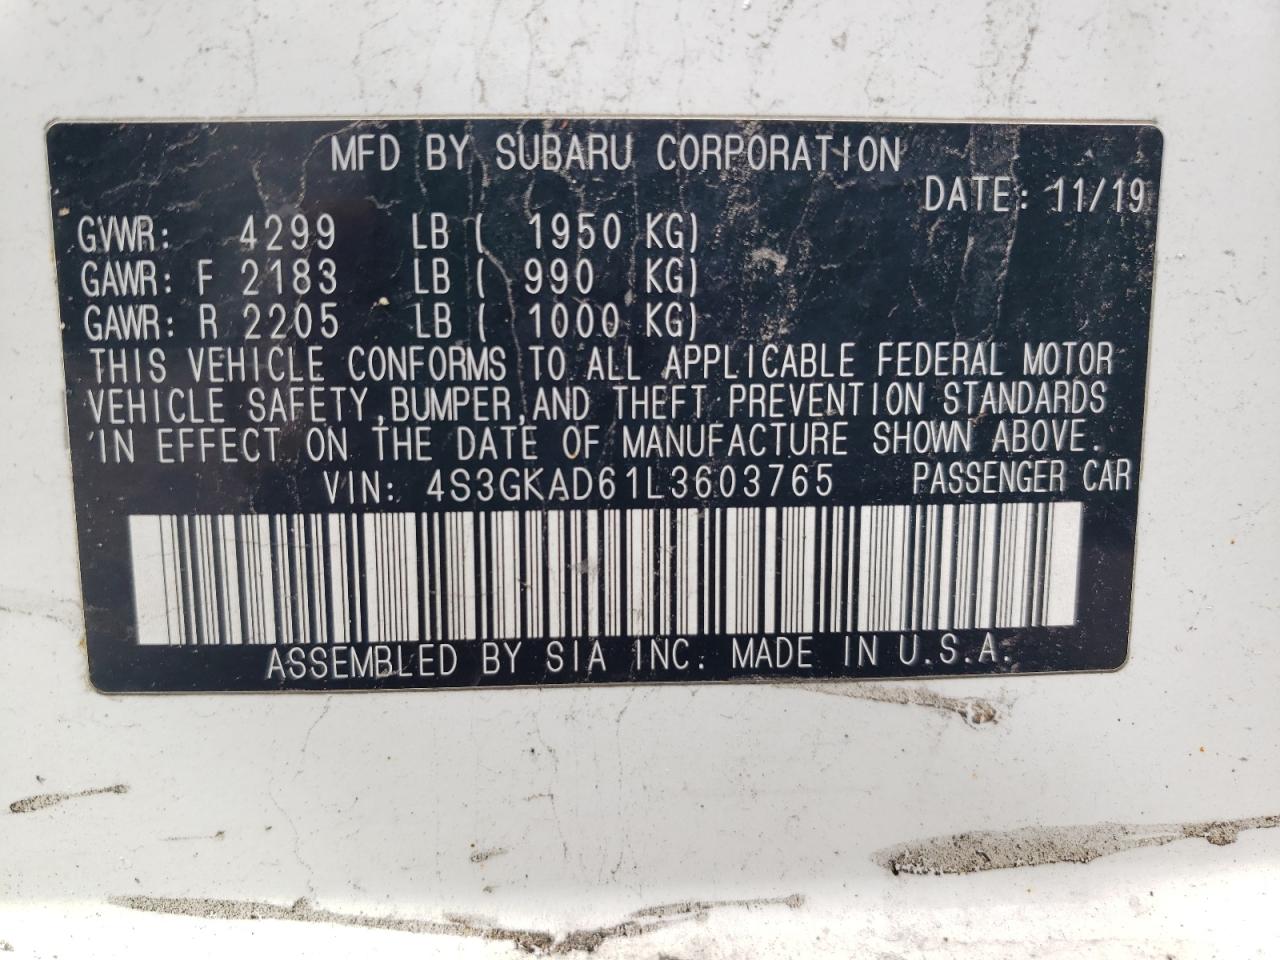 MFD BY SUBARU CORPORATION
DATE: 11/19
GVWR: 4299 LB ( 1950 KG)
GAWR: F 2183 LB ( 990 KG)
GAWR: R 2205 LB ( 1000 KG)
THIS VEHICLE CONFORMS TO ALL APPLICABLE FEDERAL MOTOR
VEHICLE SAFETY,BUMPER,AND THEFT PREVENTION STANDARDS
IN EFFECT ON THE DATE OF MANUFACTURE SHOWN ABOVE.
VIN: 4S3GKAD61L3603765 PASSENGER CAR
ASSEMBLED BY SIA INC. MADE IN U.S.A.